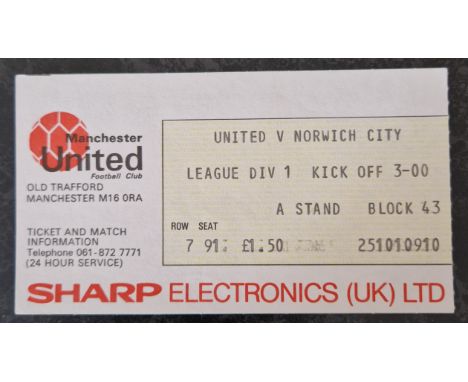 Manchester
United
Football Club
OLD TRAFFORD
MANCHESTER M16 0RA
TICKET AND MATCH
INFORMATION
Telephone 061-872 7771
(24 HOUR SERVICE)
UNITED V NORWICH CITY
LEAGUE DIV 1 KICK OFF 3-00
A STAND BLOCK 43
ROW SEAT
7 91 £1.50 251010910
SHARP ELECTRONICS (UK) LTD